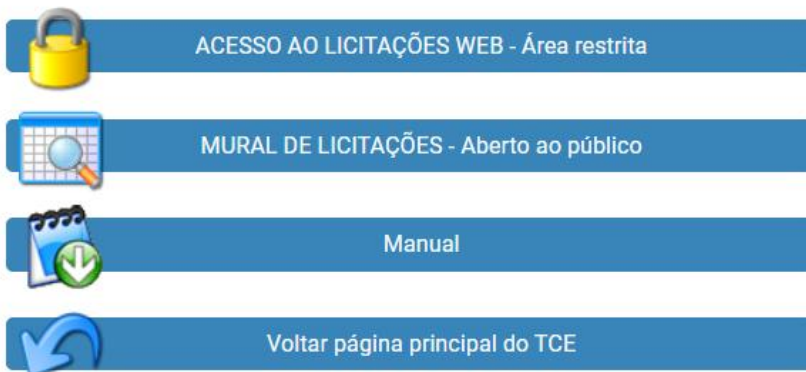 ACESSO AO LICITAÇÕES WEB - Área restrita
MURAL DE LICITAÇÕES - Aberto ao público
Manual
Voltar página principal do TCE